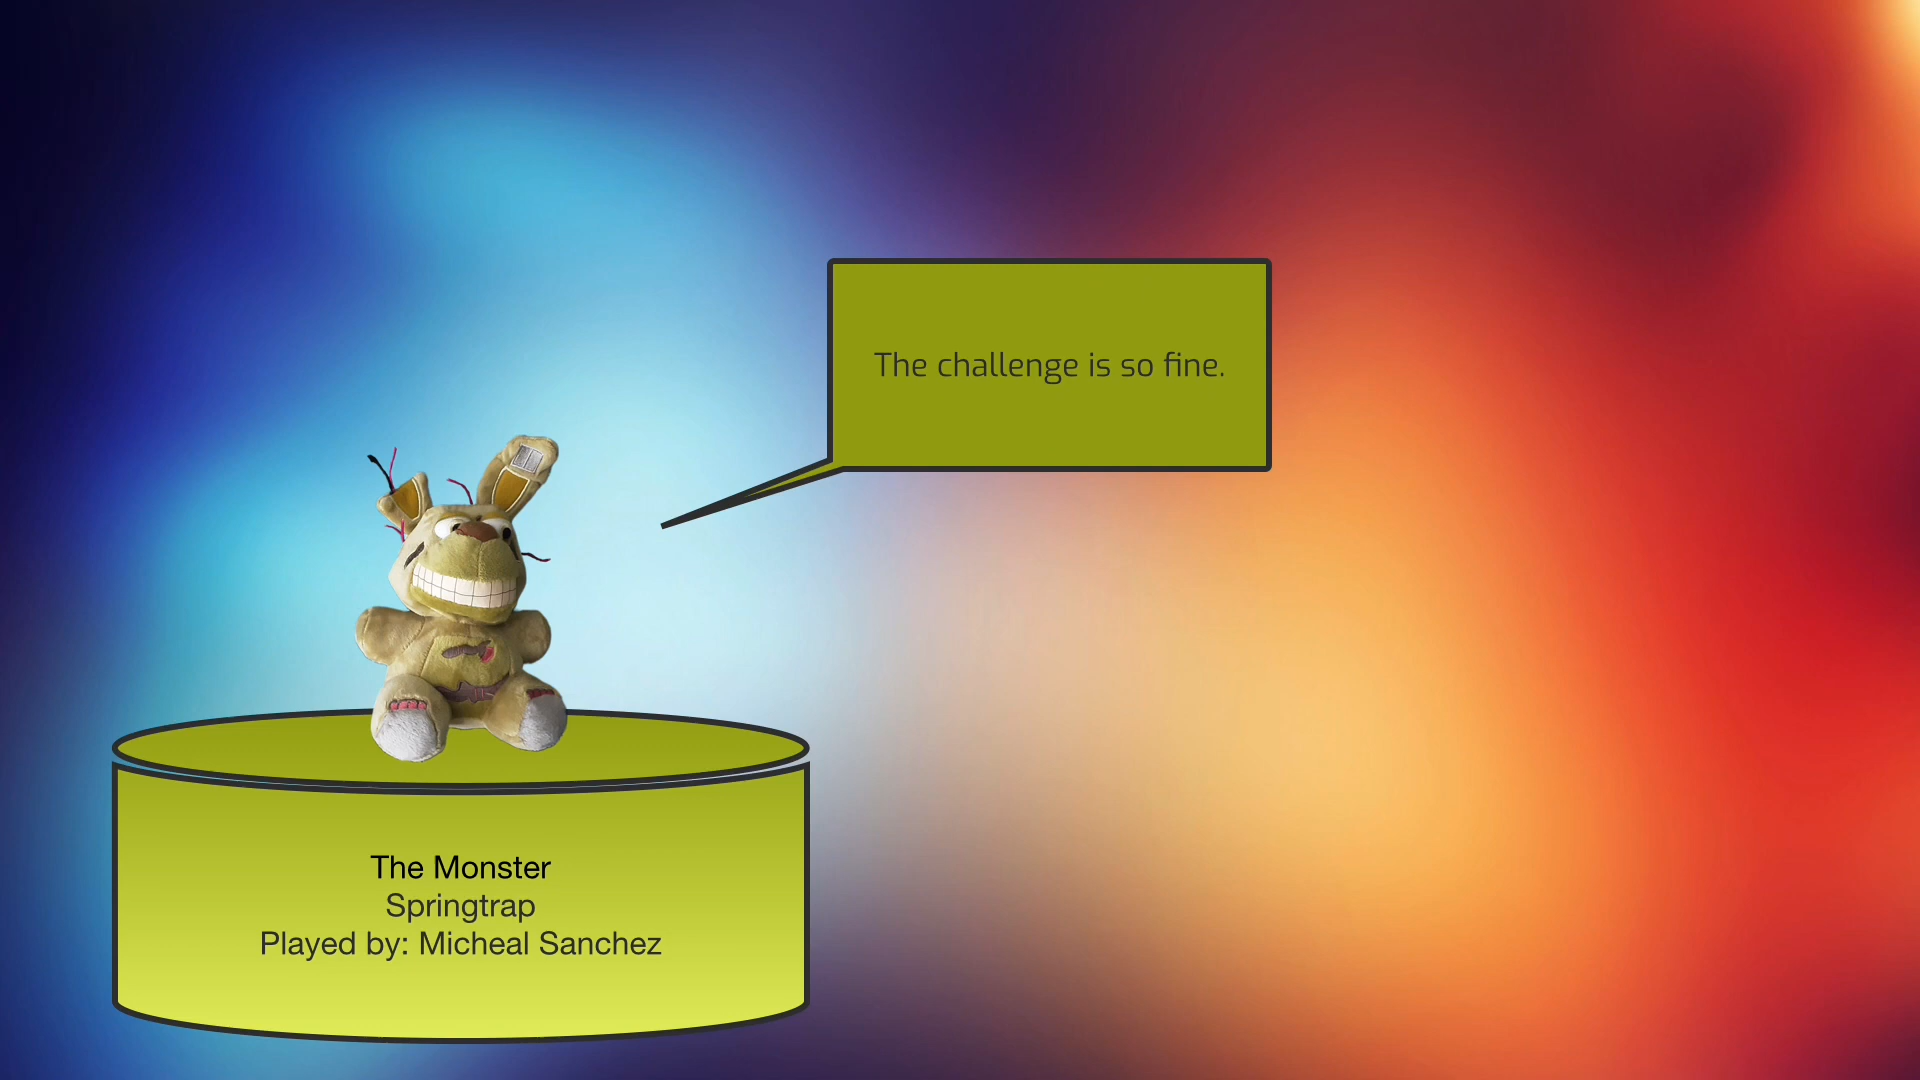 The challenge is so fine.
The Monster
Springtrap
Played by: Micheal Sanchez